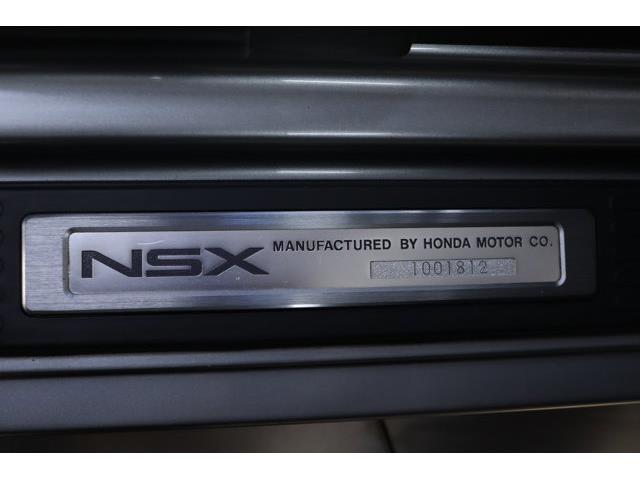 NSX MANUFACTURED BY HONDA MOTOR CO.
1001812